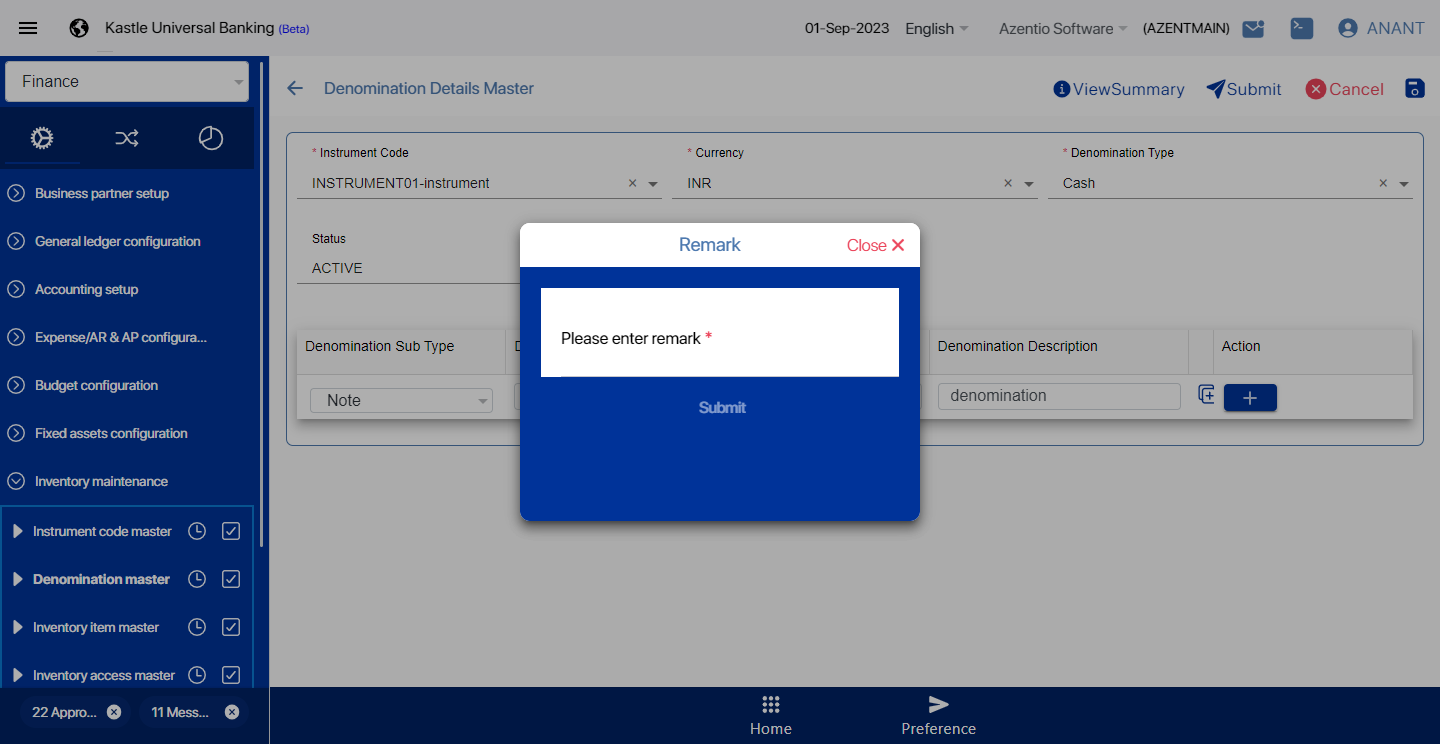 Kastle Universal Banking (Beta)
01-Sep-2023 English Azentio Software (AZENTMAIN) ANANT
Finance
Denomination Details Master
ViewSummary Submit Cancel
* Instrument Code * Currency * Denomination Type
INSTRUMENT01-instrument INR Cash
Status
ACTIVE
Remark Close
Please enter remark *
Submit
Denomination Sub Type Denomination Description Action
Note denomination
Business partner setup
General ledger configuration
Accounting setup
Expense/AR & AP configura...
Budget configuration
Fixed assets configuration
Inventory maintenance
Instrument code master
Denomination master
Inventory item master
Inventory access master
22 Appro... 11 Mess...
Home Preference